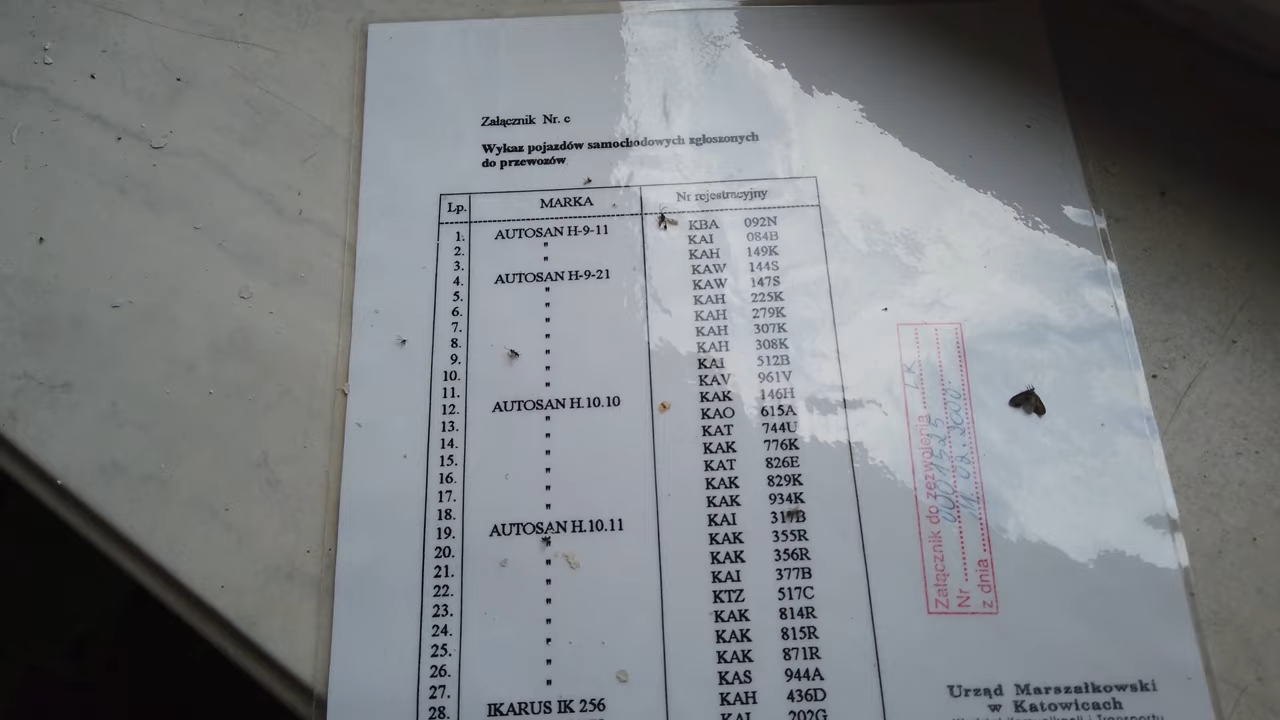 Załącznik Nr. c
Wykaz pojazdów samochodowych zgłoszonych
do przewozów
Lp. MARKA Nr rejestracyjny
1. AUTOSAN H-9-11 KBA 092N
2. " KAI 084B
3. " KAH 149K
4. AUTOSAN H-9-21 KAW 144S
5. " KAW 147S
6. " KAH 225K
7. " KAH 279K
8. " KAH 307K
9. " KAH 308K
10. " KAI 512B
11. " KAV 961V
12. AUTOSAN H.10.10 KAK 146H
13. " KAO 615A
14. " KAT 744U
15. " KAK 776K
16. " KAT 826E
17. " KAK 829K
18. " KAK 934K
19. AUTOSAN H.10.11 KAI 317B
20. " KAK 355R
21. " KAK 356R
22. " KAI 377B
23. " KTZ 517C
24. " KAK 814R
25. " KAK 815R
26. " KAK 871R
27. " KAS 944A
28. IKARUS IK 256 KAH 436D
KAI 202G
Załącznik do zezwolenia
Nr 0001525
z dnia
Urząd Marszałkowski
w Katowicach